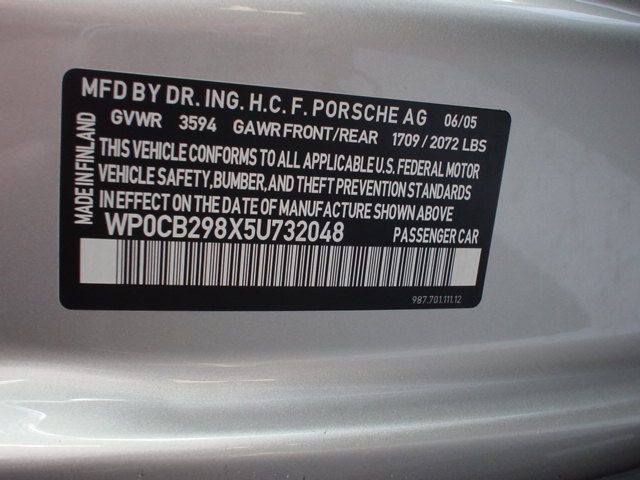 MFD BY DR. ING. H.C. F. PORSCHE AG 06/05
GVWR 3594 GAWR FRONT/REAR 1709/2072 LBS
THIS VEHICLE CONFORMS TO ALL APPLICABLE U.S. FEDERAL MOTOR
VEHICLE SAFETY, BUMPER, AND THEFT PREVENTION STANDARDS
IN EFFECT ON THE DATE OF MANUFACTURE SHOWN ABOVE
WP0CB298X5U732048 PASSENGER CAR
987.701.111.12
MADE IN FINLAND